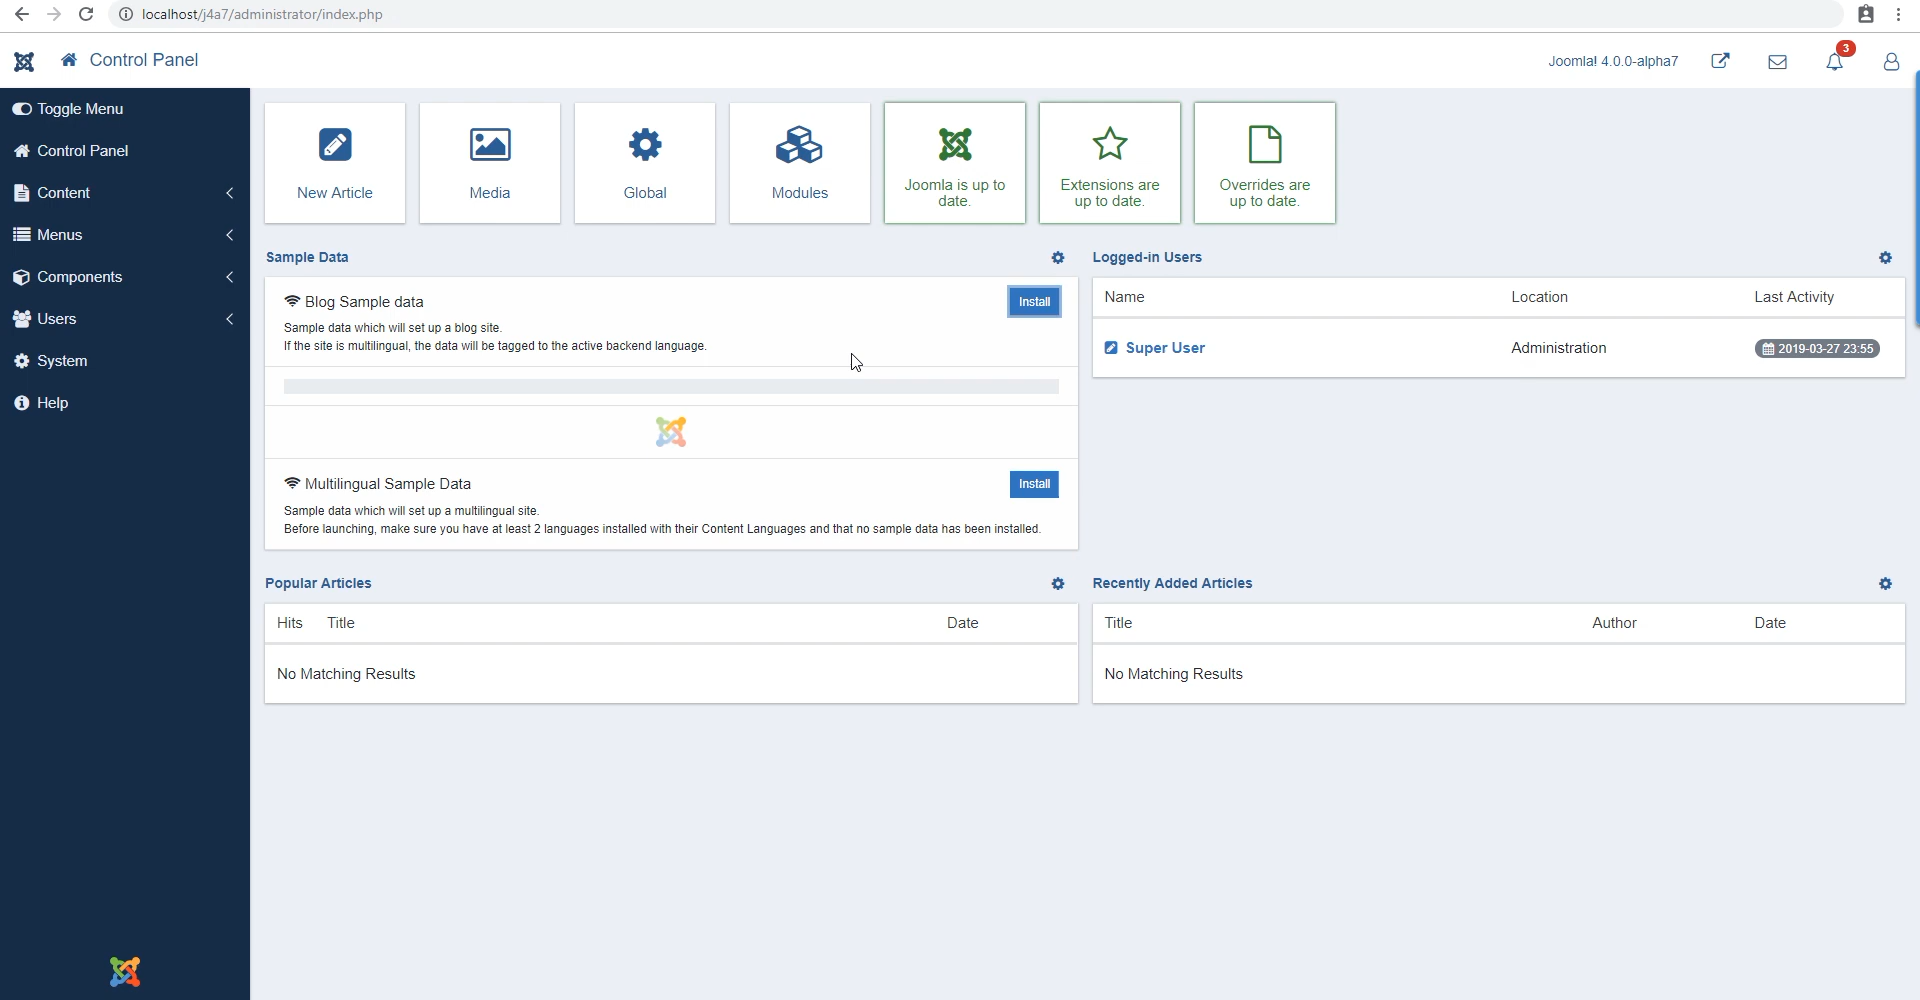 localhost/j4a7/administrator/index.php
Control Panel
Joomla! 4.0.0-alpha7
3
Toggle Menu
Control Panel
Content
Menus
Components
Users
System
Help
New Article
Media
Global
Modules
Joomla is up to
date.
Extensions are
up to date.
Overrides are
up to date.
Sample Data
Blog Sample data
Install
Sample data which will set up a blog site.
If the site is multilingual, the data will be tagged to the active backend language.
Multilingual Sample Data
Install
Sample data which will set up a multilingual site.
Before launching, make sure you have at least 2 languages installed with their Content Languages and that no sample data has been installed.
Logged-in Users
Name Location Last Activity
Super User Administration 2019-03-27 23:55
Popular Articles
Hits Title Date
No Matching Results
Recently Added Articles
Title Author Date
No Matching Results